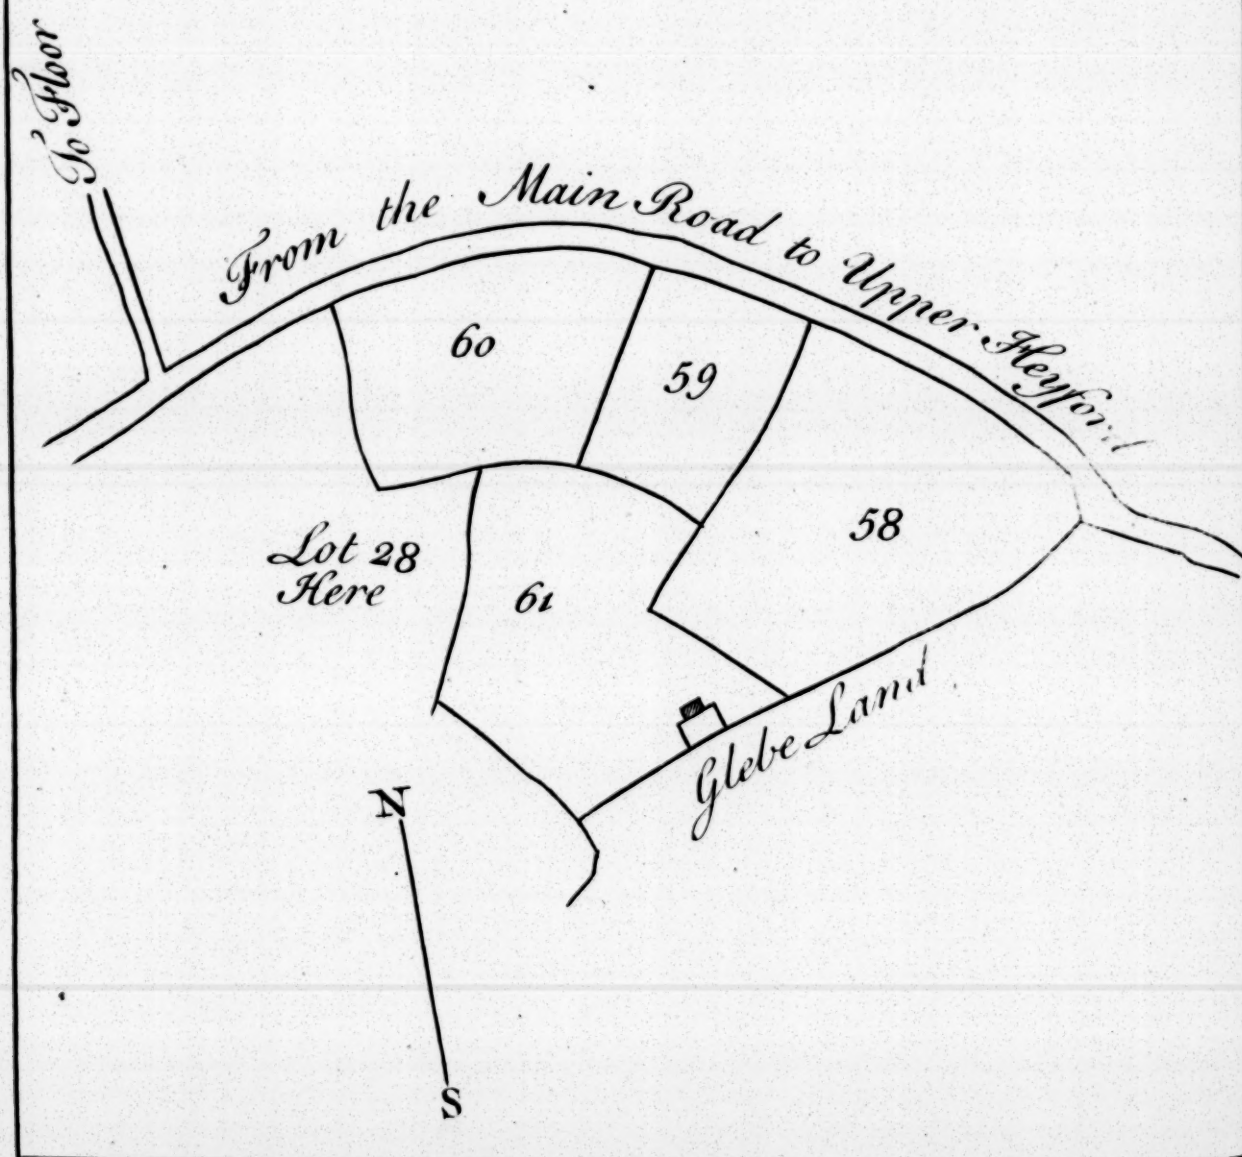 To Floor
From the Main Road to Upper Heyford
60
59
58
Lot 28
Here
61
Glebe Land
N
S